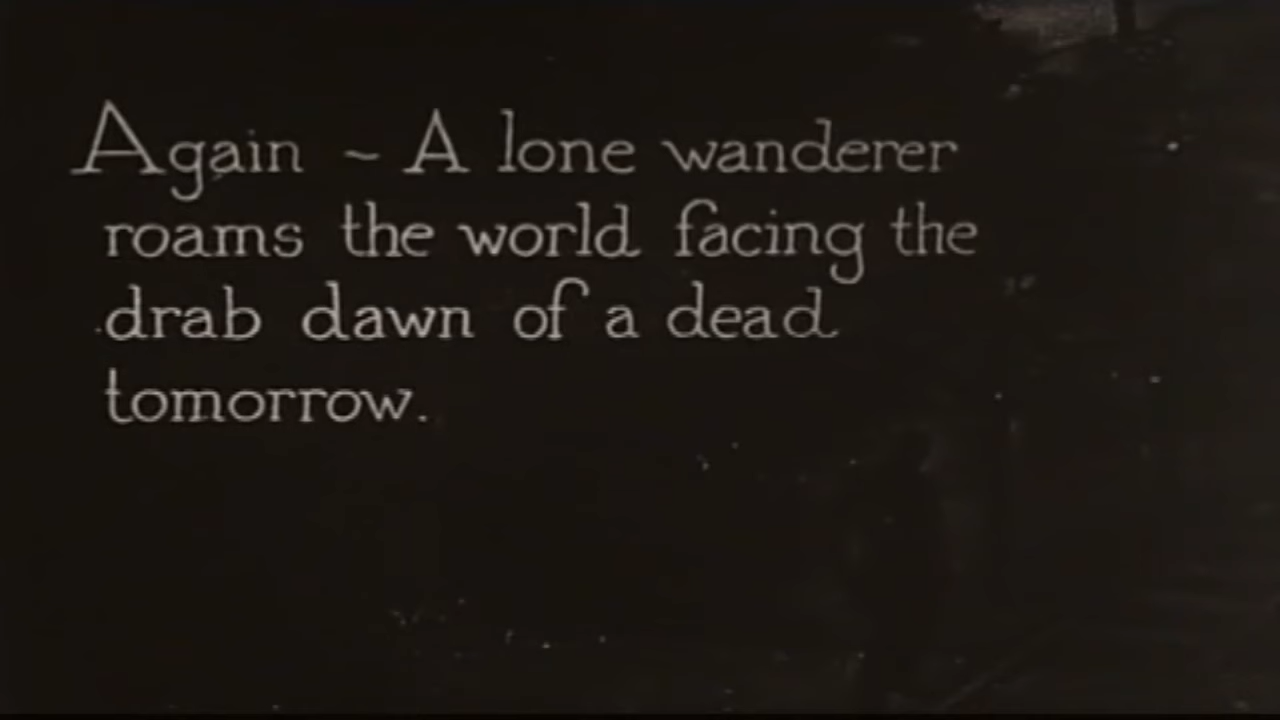 Again ~ A lone wanderer
roams the world facing the
drab dawn of a dead
tomorrow.